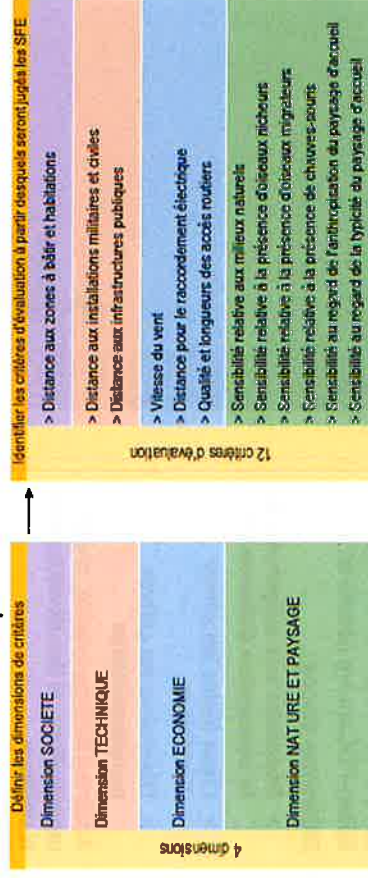 Définir les dimensions de critères
4 dimensions
Dimension SOCIETE
Dimension TECHNIQUE
Dimension ECONOMIE
Dimension NATURE ET PAYSAGE
Identifier les critères d'évaluation à partir desquels seront jugés les SFE
12 critères d'évaluation
> Distance aux zones à bâtir et habitations
> Distance aux installations militaires et civiles
> Distance aux infrastructures publiques
> Vitesse du vent
> Distance pour le raccordement électrique
> Qualité et longueurs des accès routiers
> Sensibilité relative aux milieux naturels
> Sensibilité relative à la présence d'oiseaux nicheurs
> Sensibilité relative à la présence d'oiseaux migrateurs
> Sensibilité relative à la présence de chauves-souris
> Sensibilité au regard de l'anthropisation du paysage d'accueil
> Sensibilité au regard de la typicité du paysage d'accueil